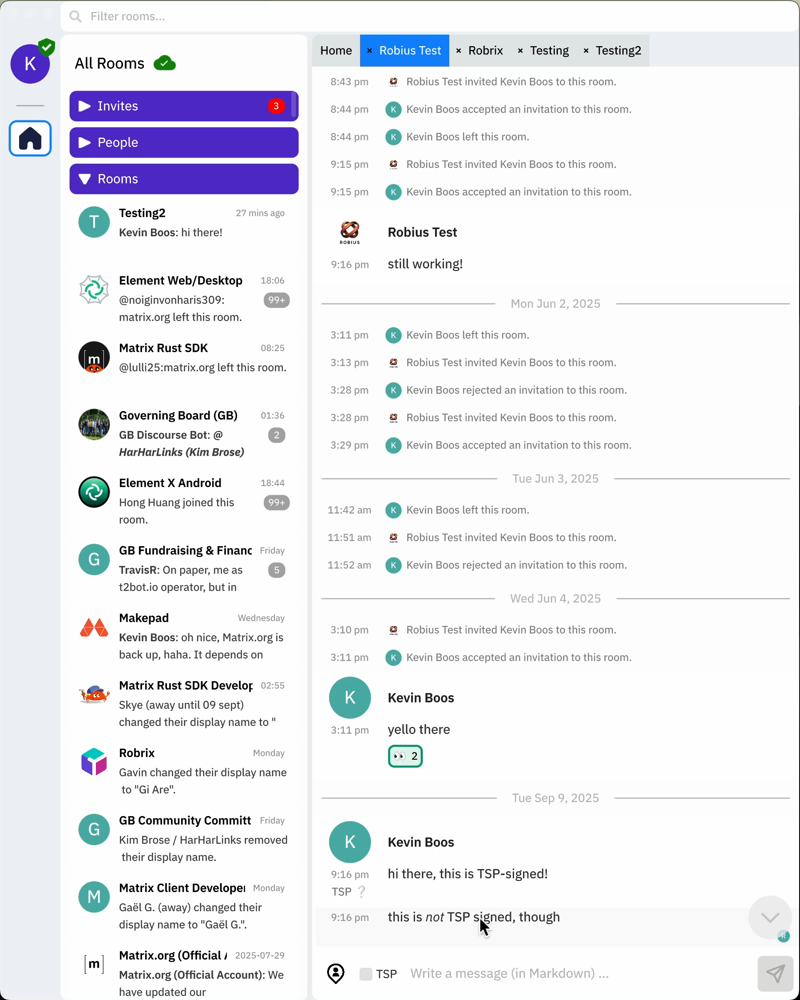 Filter rooms...
K
All Rooms
Invites 3
People
Rooms
T
Testing2 27 mins ago
Kevin Boos: hi there!
Element Web/Desktop 18:06
@noiginvonharis309: 99+
matrix.org left this room.
m
Matrix Rust SDK 08:25
@lulli25:matrix.org left this room.
Governing Board (GB) 01:36
GB Discourse Bot: @ 2
HarHarLinks (Kim Brose)
Element X Android 18:44
Hong Huang joined this 99+
room.
G
GB Fundraising & Financ Friday
TravisR: On paper, me as 5
t2bot.io operator, but in
Makepad Wednesday
Kevin Boos: oh nice, Matrix.org is
back up, haha. It depends on
Matrix Rust SDK Develop 02:55
Skye (away until 09 sept)
changed their display name to "
Robrix Monday
Gavin changed their display name
to "Gi Are".
G
GB Community Committ Friday
Kim Brose / HarHarLinks removed
their display name.
M
Matrix Client Developer Monday
Gaël G. (away) changed their
display name to "Gaël G.".
[m]
Matrix.org (Official A 2025-07-29
Matrix.org (Official Account): We
have updated our
Home × Robius Test × Robrix × Testing × Testing2
8:43 pm Robius Test invited Kevin Boos to this room.
8:44 pm K Kevin Boos accepted an invitation to this room.
8:44 pm K Kevin Boos left this room.
9:15 pm Robius Test invited Kevin Boos to this room.
9:15 pm K Kevin Boos accepted an invitation to this room.
ROBIUS
Robius Test
9:16 pm still working!
Mon Jun 2, 2025
3:11 pm K Kevin Boos left this room.
3:13 pm Robius Test invited Kevin Boos to this room.
3:28 pm K Kevin Boos rejected an invitation to this room.
3:28 pm Robius Test invited Kevin Boos to this room.
3:29 pm K Kevin Boos accepted an invitation to this room.
Tue Jun 3, 2025
11:42 am K Kevin Boos left this room.
11:51 am Robius Test invited Kevin Boos to this room.
11:52 am K Kevin Boos rejected an invitation to this room.
Wed Jun 4, 2025
3:10 pm Robius Test invited Kevin Boos to this room.
3:11 pm K Kevin Boos accepted an invitation to this room.
K Kevin Boos
3:11 pm yello there
👀 2
Tue Sep 9, 2025
K Kevin Boos
9:16 pm hi there, this is TSP-signed!
TSP ❔
9:16 pm this is not TSP signed, though
R
TSP Write a message (in Markdown) ...